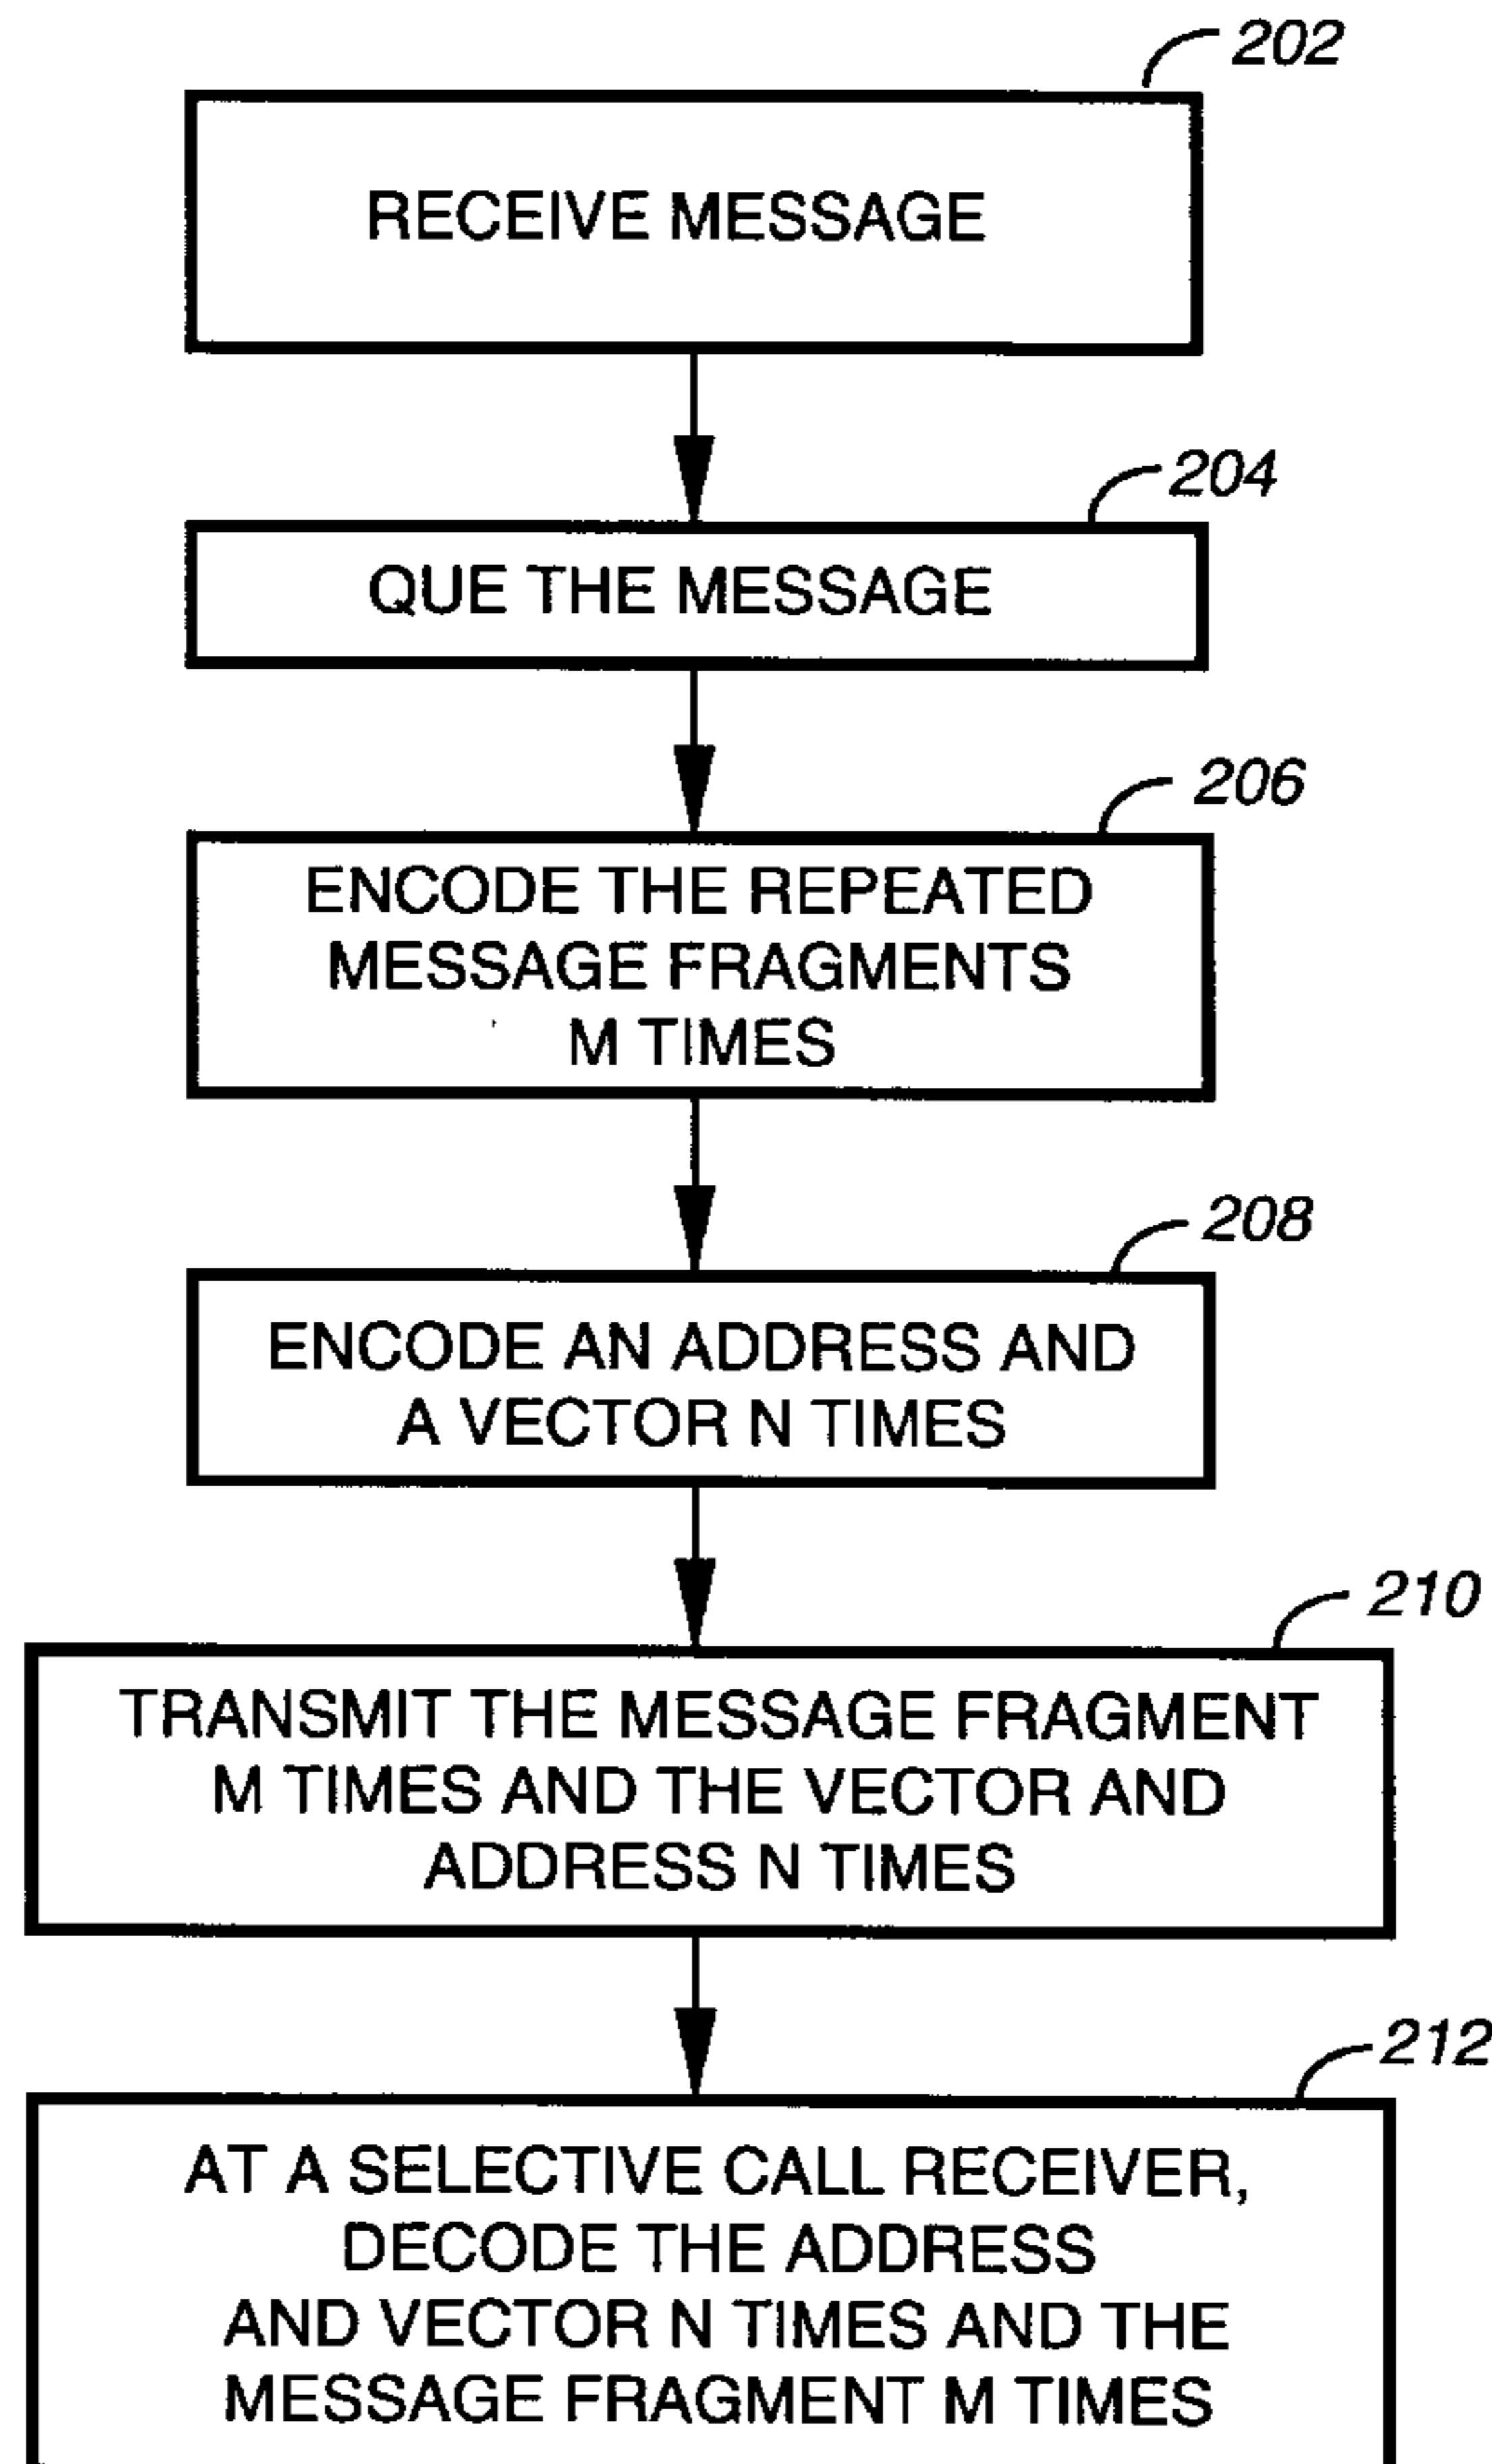 202
RECEIVE MESSAGE
204
QUE THE MESSAGE
206
ENCODE THE REPEATED
MESSAGE FRAGMENTS
M TIMES
208
ENCODE AN ADDRESS AND
A VECTOR N TIMES
210
TRANSMIT THE MESSAGE FRAGMENT
M TIMES AND THE VECTOR AND
ADDRESS N TIMES
212
AT A SELECTIVE CALL RECEIVER,
DECODE THE ADDRESS
AND VECTOR N TIMES AND THE
MESSAGE FRAGMENT M TIMES